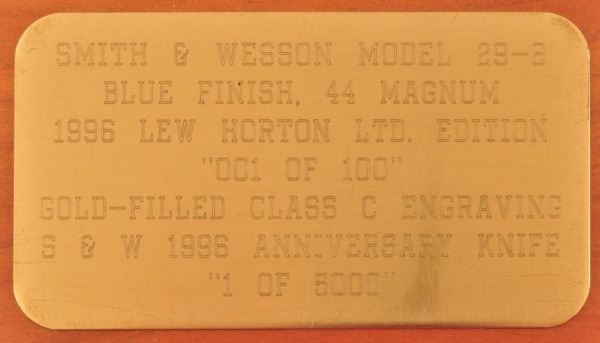 SMITH & WESSON MODEL 29-6
BLUE FINISH, 44 MAGNUM
1996 LEW HORTON LTD. EDITION
"001 OF 100"
GOLD-FILLED CLASS C ENGRAVING
S & W 1996 ANNIVERSARY KNIFE
"1 OF 5000"